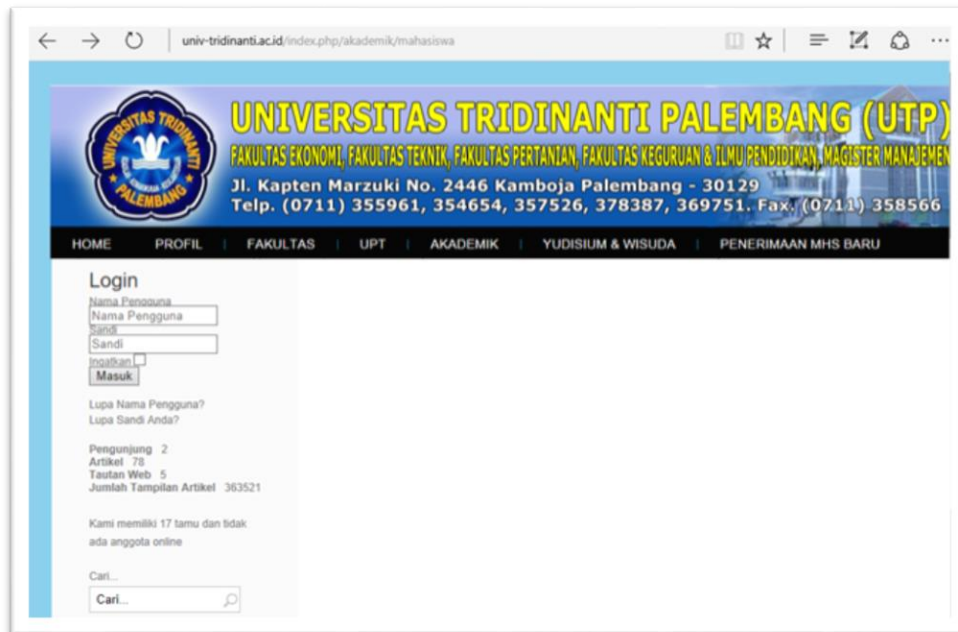 univ-tridinanti.ac.id/index.php/akademik/mahasiswa
UNIVERSITAS TRIDINANTI
PALEMBANG
UNIVERSITAS TRIDINANTI PALEMBANG (UTP)
FAKULTAS EKONOMI, FAKULTAS TEKNIK, FAKULTAS PERTANIAN, FAKULTAS KEGURUAN & ILMU PENDIDIKAN, MAGISTER MANAJEMEN
Jl. Kapten Marzuki No. 2446 Kamboja Palembang - 30129
Telp. (0711) 355961, 354654, 357526, 378387, 369751. Fax. (0711) 358566
HOME PROFIL | FAKULTAS | UPT | AKADEMIK | YUDISIUM & WISUDA | PENERIMAAN MHS BARU
Login
Nama Pengguna
Nama Pengguna
Sandi
Sandi
Ingatkan
Masuk
Lupa Nama Pengguna?
Lupa Sandi Anda?
Pengunjung 2
Artikel 78
Tautan Web 5
Jumlah Tampilan Artikel 363521
Kami memiliki 17 tamu dan tidak
ada anggota online
Cari...
Cari...